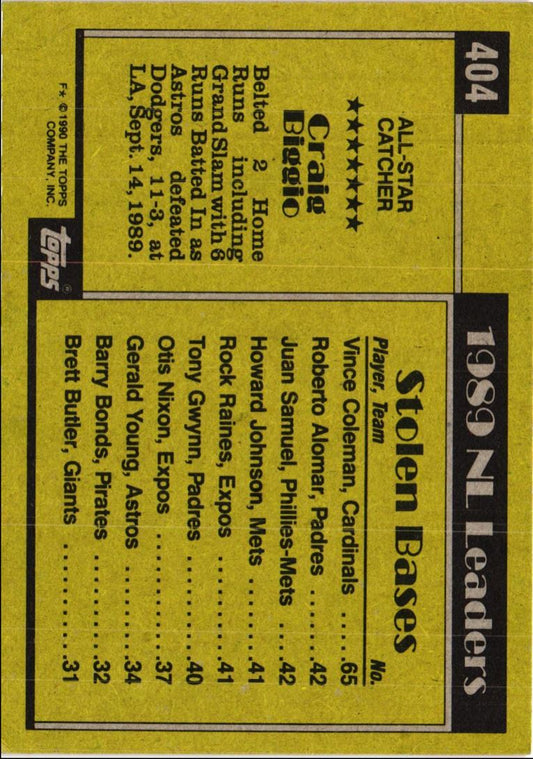 404
ALL-STAR
CATCHER
★★★★★★★
Craig
Biggio
Belted 2 Home
Runs including
Grand Slam with 6
Runs Batted In as
Astros defeated
Dodgers, 11-3, at
LA, Sept. 14, 1989.
F★ © 1990 THE TOPPS
COMPANY, INC.
topps®
1989 NL Leaders
Stolen Bases
Player, Team No.
Vince Coleman, Cardinals .....65
Roberto Alomar, Padres ......42
Juan Samuel, Phillies-Mets ...42
Howard Johnson, Mets ......41
Rock Raines, Expos .........41
Tony Gwynn, Padres ........40
Otis Nixon, Expos ..........37
Gerald Young, Astros ........34
Barry Bonds, Pirates .........32
Brett Butler, Giants ..........31